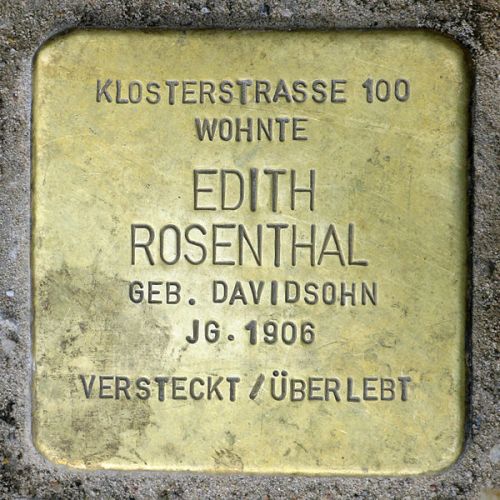 KLOSTERSTRASSE 100
WOHNTE
EDITH
ROSENTHAL
GEB. DAVIDSOHN
JG. 1906
VERSTECKT / ÜBERLEBT